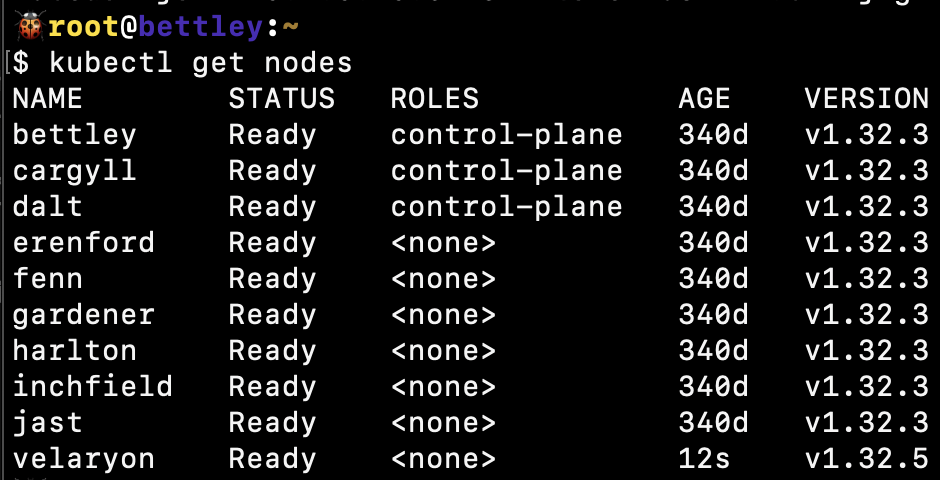 root@bettley:~
[$ kubectl get nodes
NAME STATUS ROLES AGE VERSION
bettley Ready control-plane 340d v1.32.3
cargyll Ready control-plane 340d v1.32.3
dalt Ready control-plane 340d v1.32.3
erenford Ready <none> 340d v1.32.3
fenn Ready <none> 340d v1.32.3
gardener Ready <none> 340d v1.32.3
harlton Ready <none> 340d v1.32.3
inchfield Ready <none> 340d v1.32.3
jast Ready <none> 340d v1.32.3
velaryon Ready <none> 12s v1.32.5